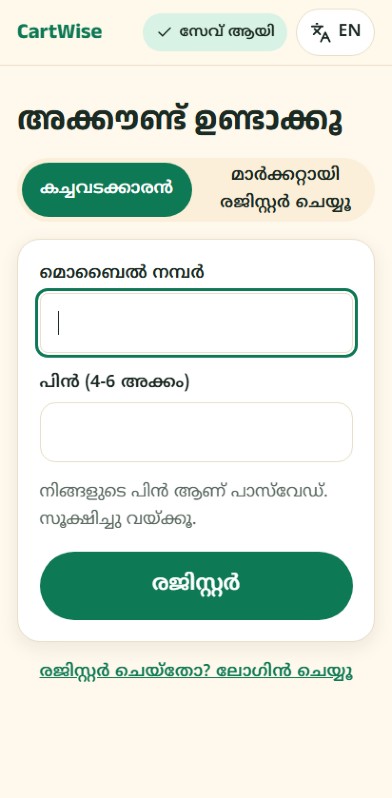 CartWise
സേവ് ആയി
EN
അക്കൗണ്ട് ഉണ്ടാക്കൂ
കച്ചവടക്കാരൻ
മാർക്കറ്റായി
രജിസ്റ്റർ ചെയ്യൂ
മൊബൈൽ നമ്പർ
പിൻ (4-6 അക്കം)
നിങ്ങളുടെ പിൻ ആണ് പാസ്‌വേഡ്.
സൂക്ഷിച്ചു വയ്ക്കൂ.
രജിസ്റ്റർ
രജിസ്റ്റർ ചെയ്തോ? ലോഗിൻ ചെയ്യൂ